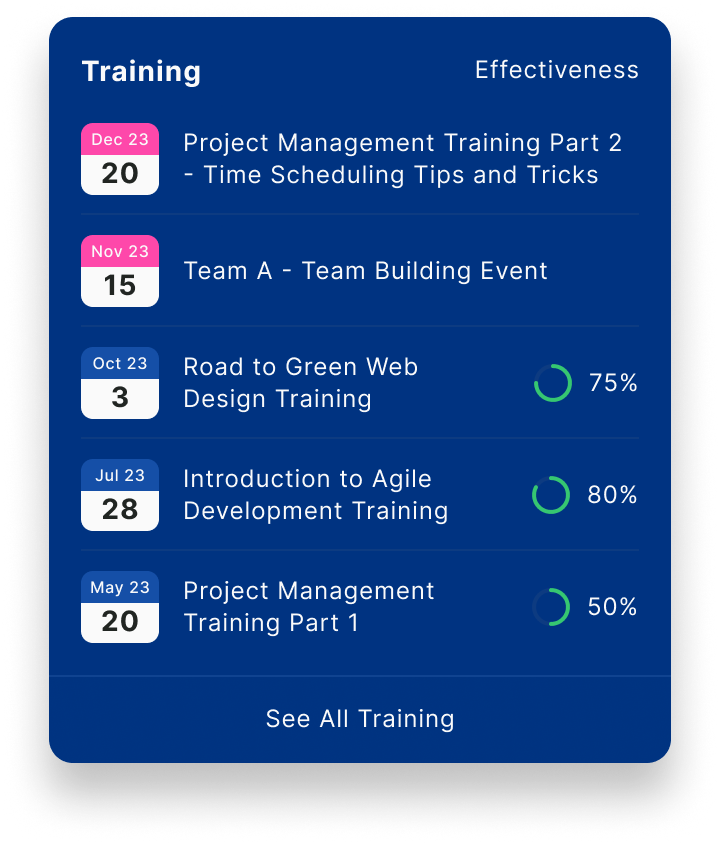 Training Effectiveness
Dec 23
20
Project Management Training Part 2
- Time Scheduling Tips and Tricks
Nov 23
15
Team A - Team Building Event
Oct 23
3
Road to Green Web
Design Training
75%
Jul 23
28
Introduction to Agile
Development Training
80%
May 23
20
Project Management
Training Part 1
50%
See All Training